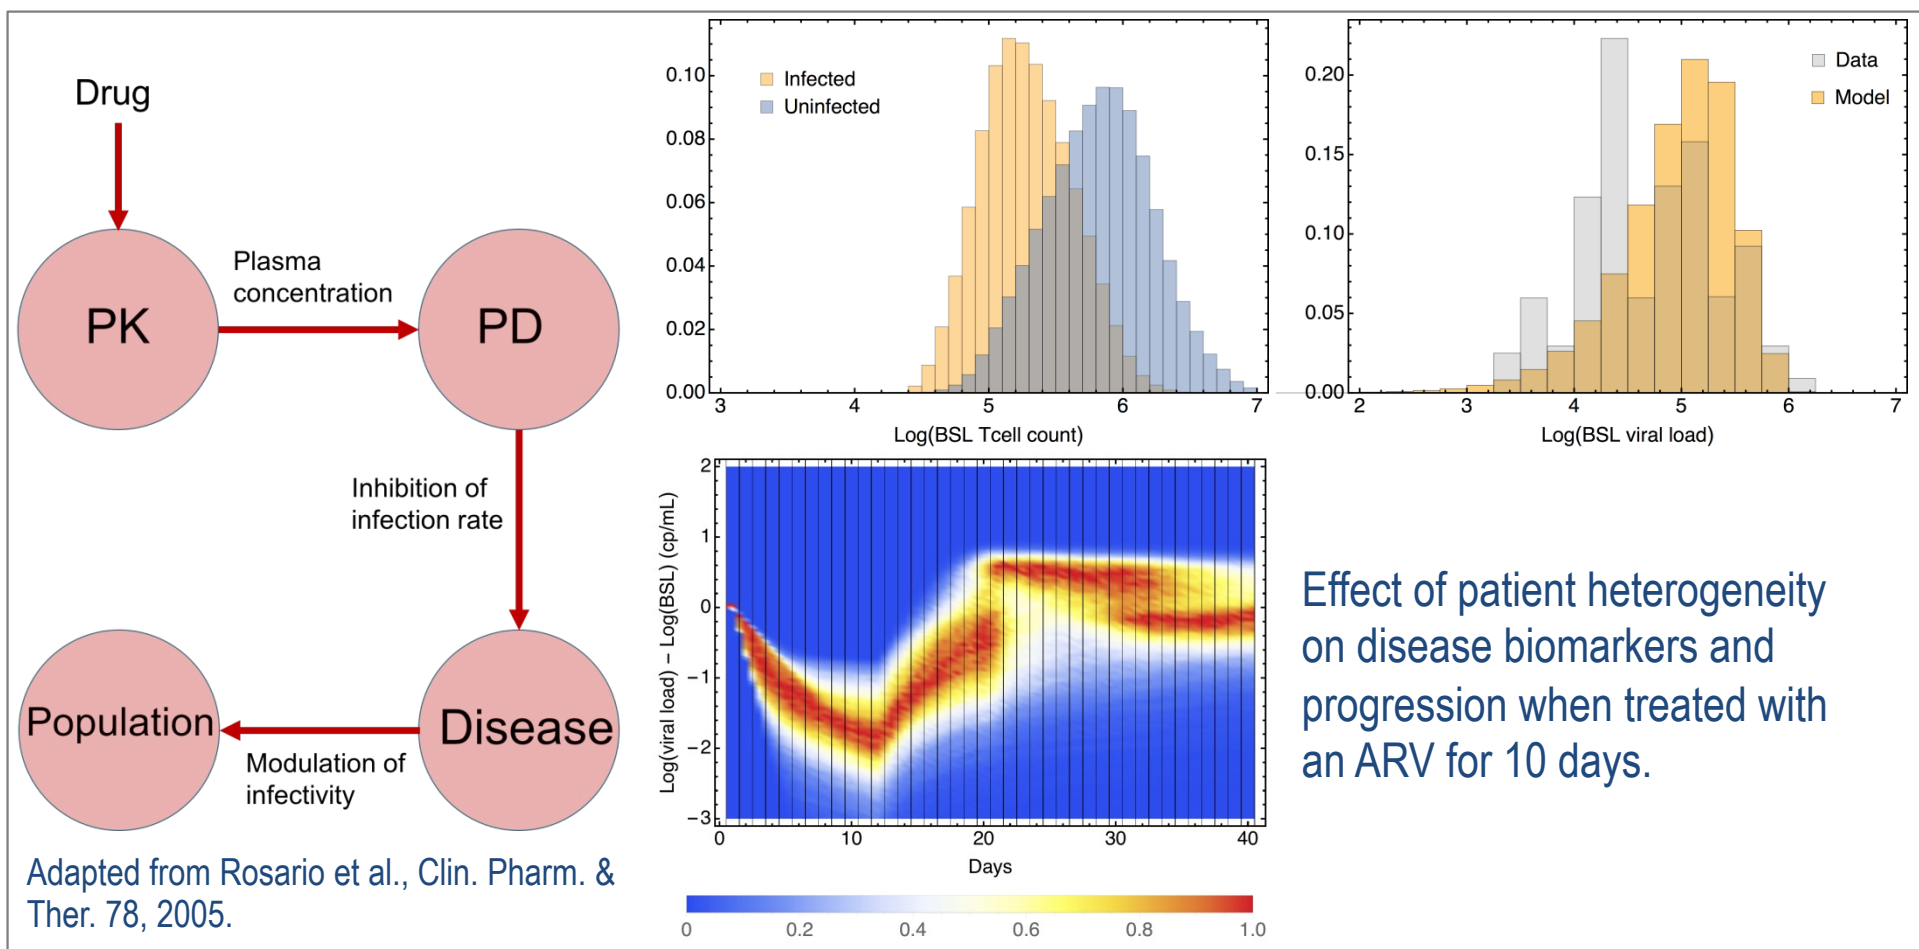 Drug
PK
Plasma
concentration
PD
Inhibition of
infection rate
Disease
Modulation of
infectivity
Population
Adapted from Rosario et al., Clin. Pharm. &
Ther. 78, 2005.
Infected
Uninfected
0.10
0.08
0.06
0.04
0.02
0.00
3 4 5 6 7
Log(BSL Tcell count)
Data
Model
0.20
0.15
0.10
0.05
0.00
2 3 4 5 6 7
Log(BSL viral load)
Log(viral load) − Log(BSL) (cp/mL)
2
1
0
−1
−2
−3
0 10 20 30 40
Days
0 0.2 0.4 0.6 0.8 1.0
Effect of patient heterogeneity
on disease biomarkers and
progression when treated with
an ARV for 10 days.